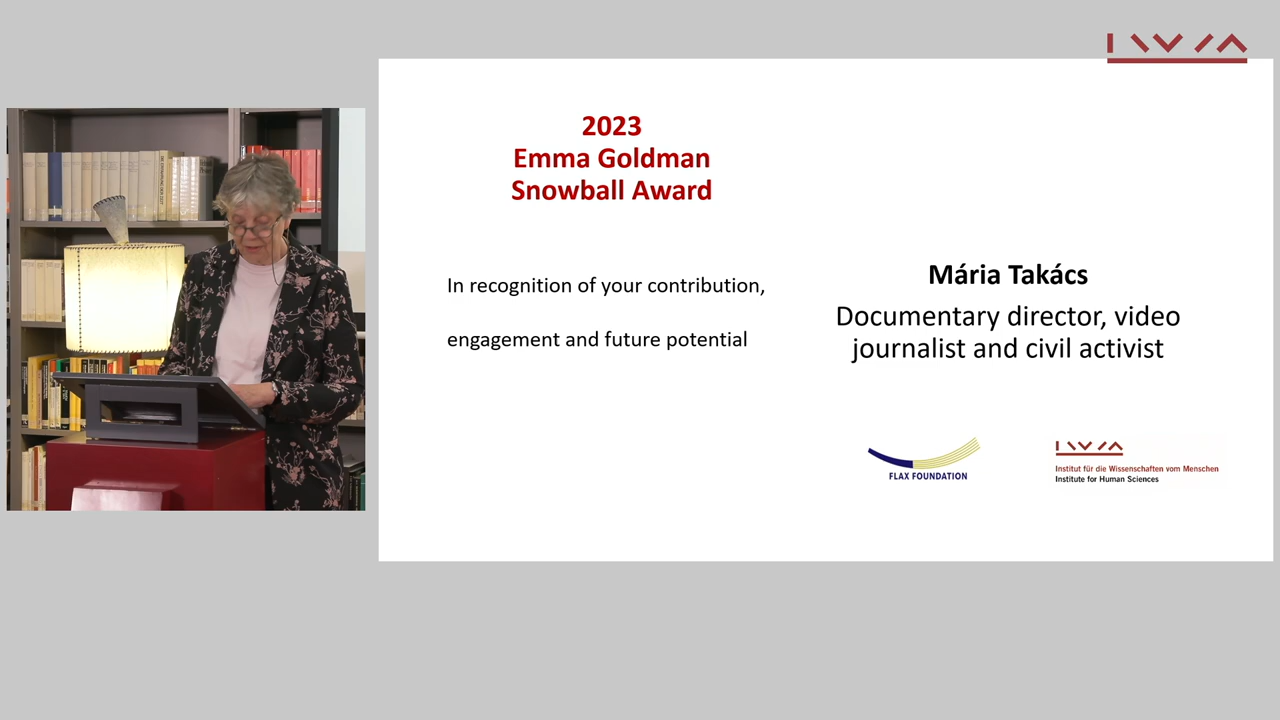 2023
Emma Goldman
Snowball Award
In recognition of your contribution,
engagement and future potential
Mária Takács
Documentary director, video
journalist and civil activist
FLAX FOUNDATION
IWM
Institut für die Wissenschaften vom Menschen
Institute for Human Sciences